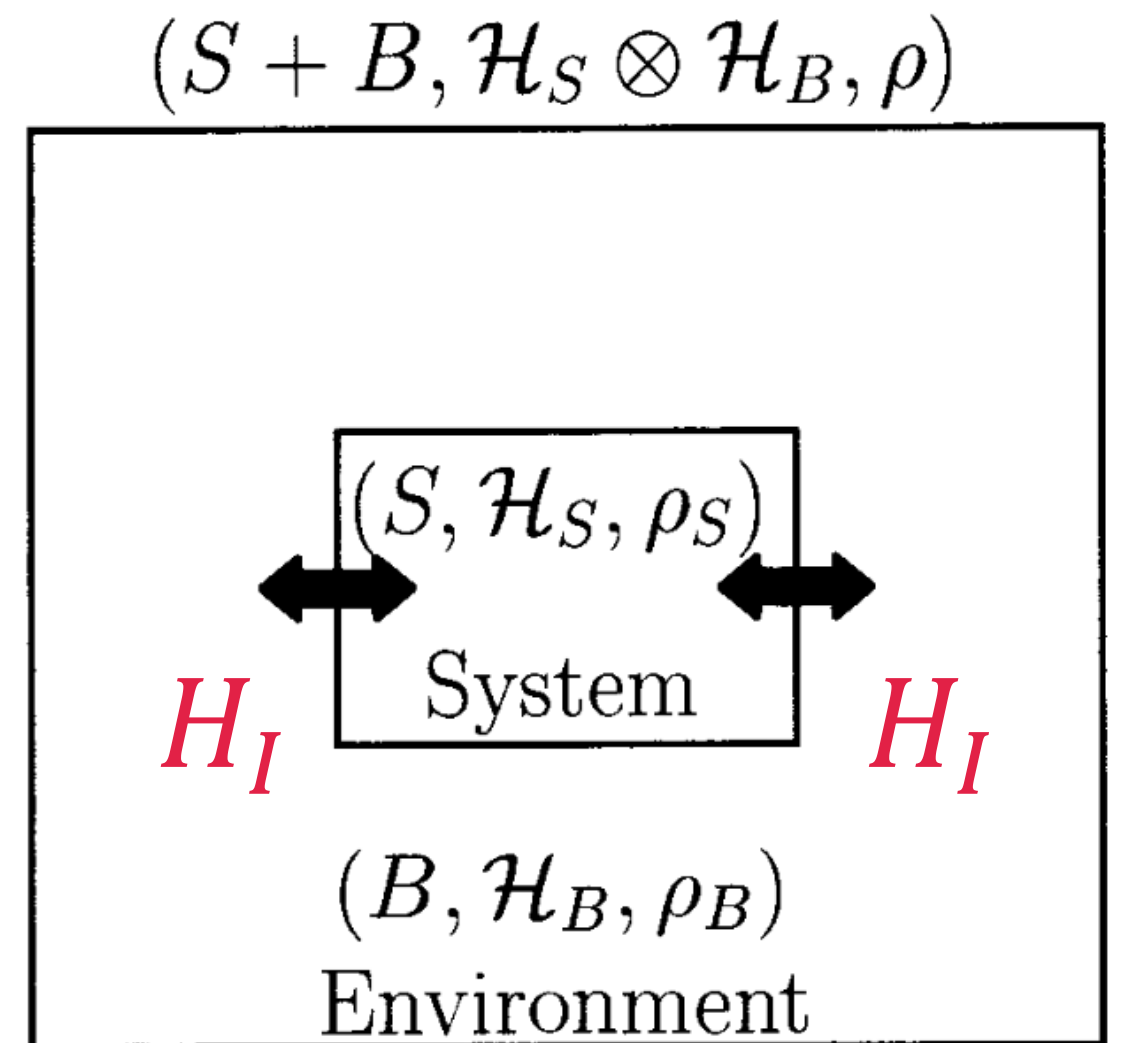 (S + B, ℋ_S ⊗ ℋ_B, ρ)
(S, ℋ_S, ρ_S)
System
H_I H_I
(B, ℋ_B, ρ_B)
Environment